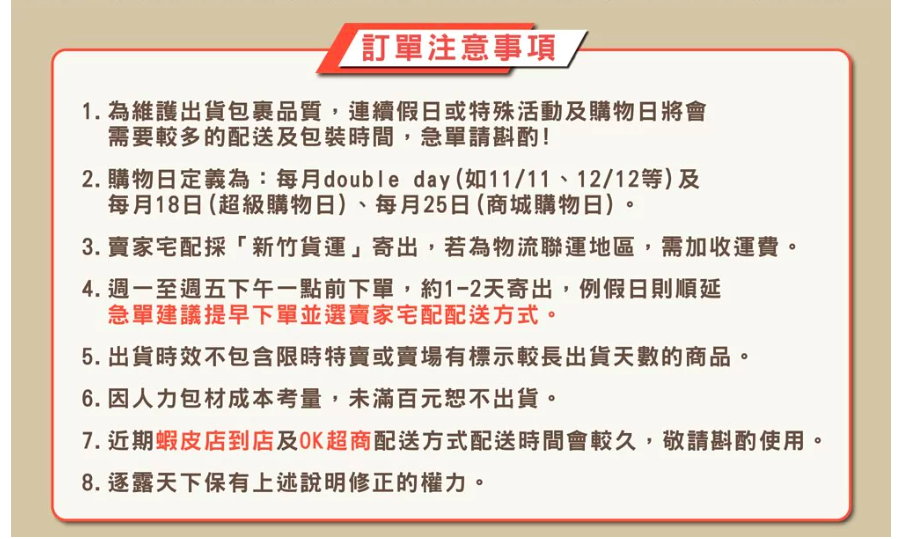 訂單注意事項
1.為維護出貨包裹品質，連續假日或特殊活動及購物日將會
需要較多的配送及包裝時間，急單請斟酌!
2.購物日定義為：每月double day(如11/11、12/12等)及
每月18日(超級購物日)、每月25日(商城購物日)。
3.賣家宅配採「新竹貨運」寄出，若為物流聯運地區，需加收運費。
4.週一至週五下午一點前下單，約1-2天寄出，例假日則順延
急單建議提早下單並選賣家宅配配送方式。
5.出貨時效不包含限時特賣或賣場有標示較長出貨天數的商品。
6.因人力包材成本考量，未滿百元恕不出貨。
7.近期蝦皮店到店及OK超商配送方式配送時間會較久，敬請斟酌使用。
8.逐露天下保有上述說明修正的權力。